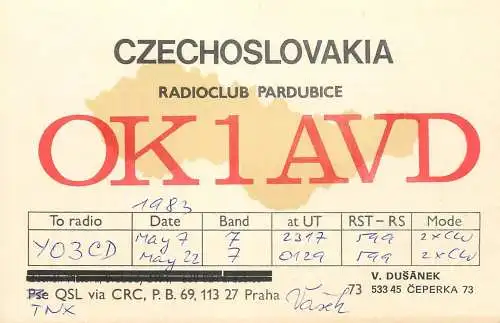 CZECHOSLOVAKIA
RADIOCLUB PARDUBICE
OK1AVD
1983
To radio Date Band at UT RST – RS Mode
YO3CD May 7 7 2317 599 2xCW
May 22 7 0129 599 2xCW
V. DUŠÁNEK
Pse QSL via CRC, P. B. 69, 113 27 Praha Vašek 73 533 45 ČEPERKA 73
TNX